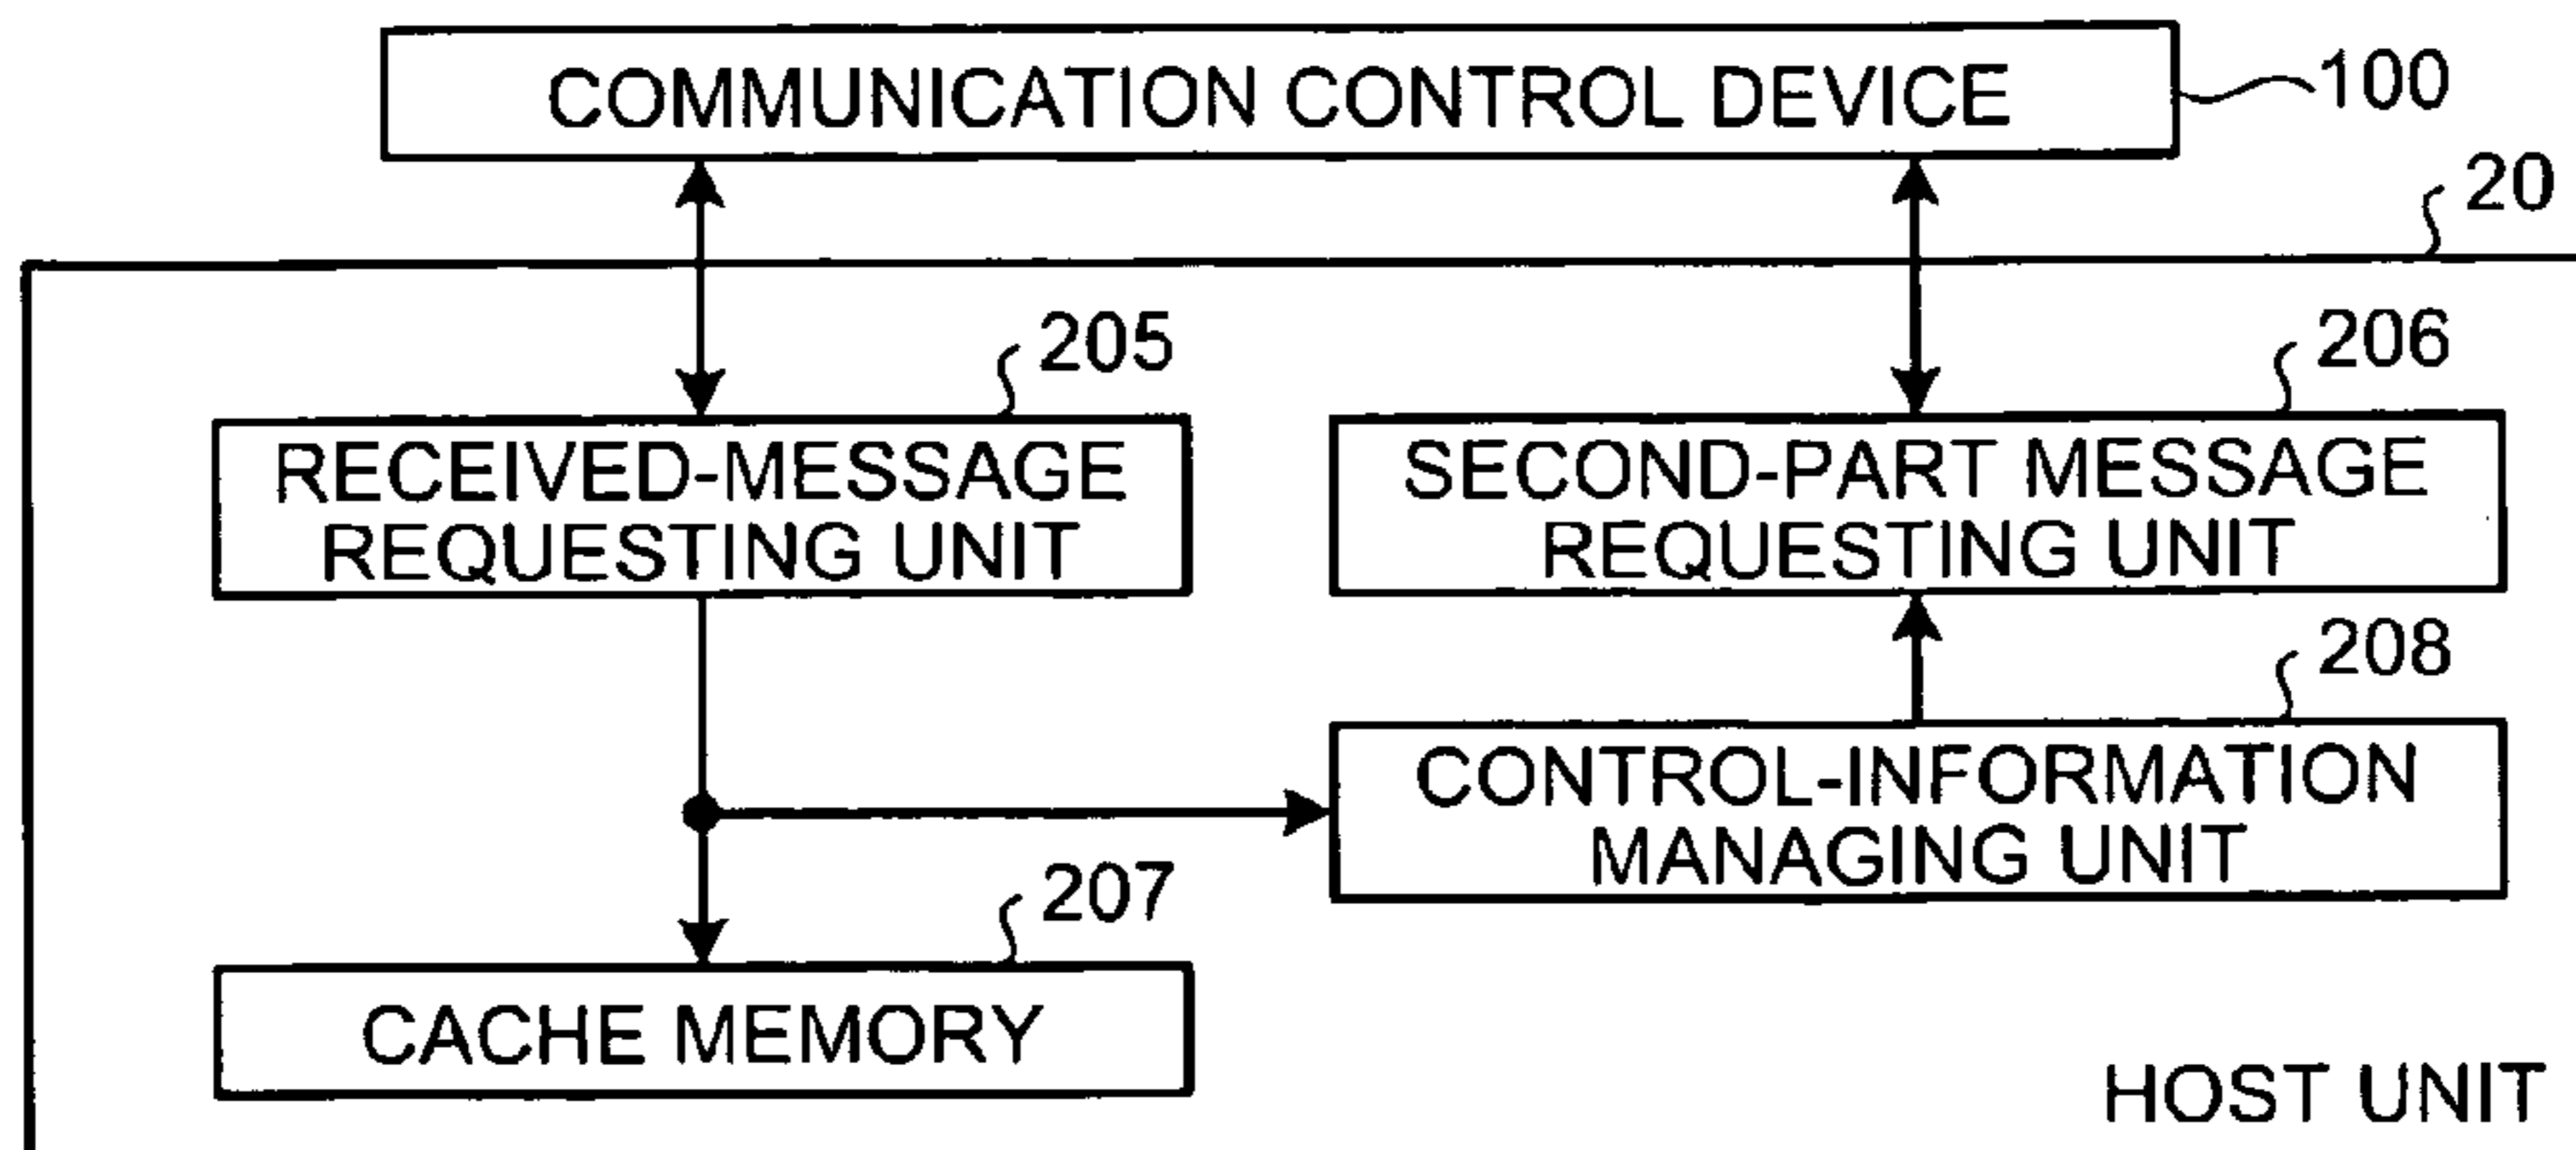 COMMUNICATION CONTROL DEVICE
100
20
205
206
RECEIVED-MESSAGE
REQUESTING UNIT
SECOND-PART MESSAGE
REQUESTING UNIT
208
CONTROL-INFORMATION
MANAGING UNIT
207
CACHE MEMORY
HOST UNIT